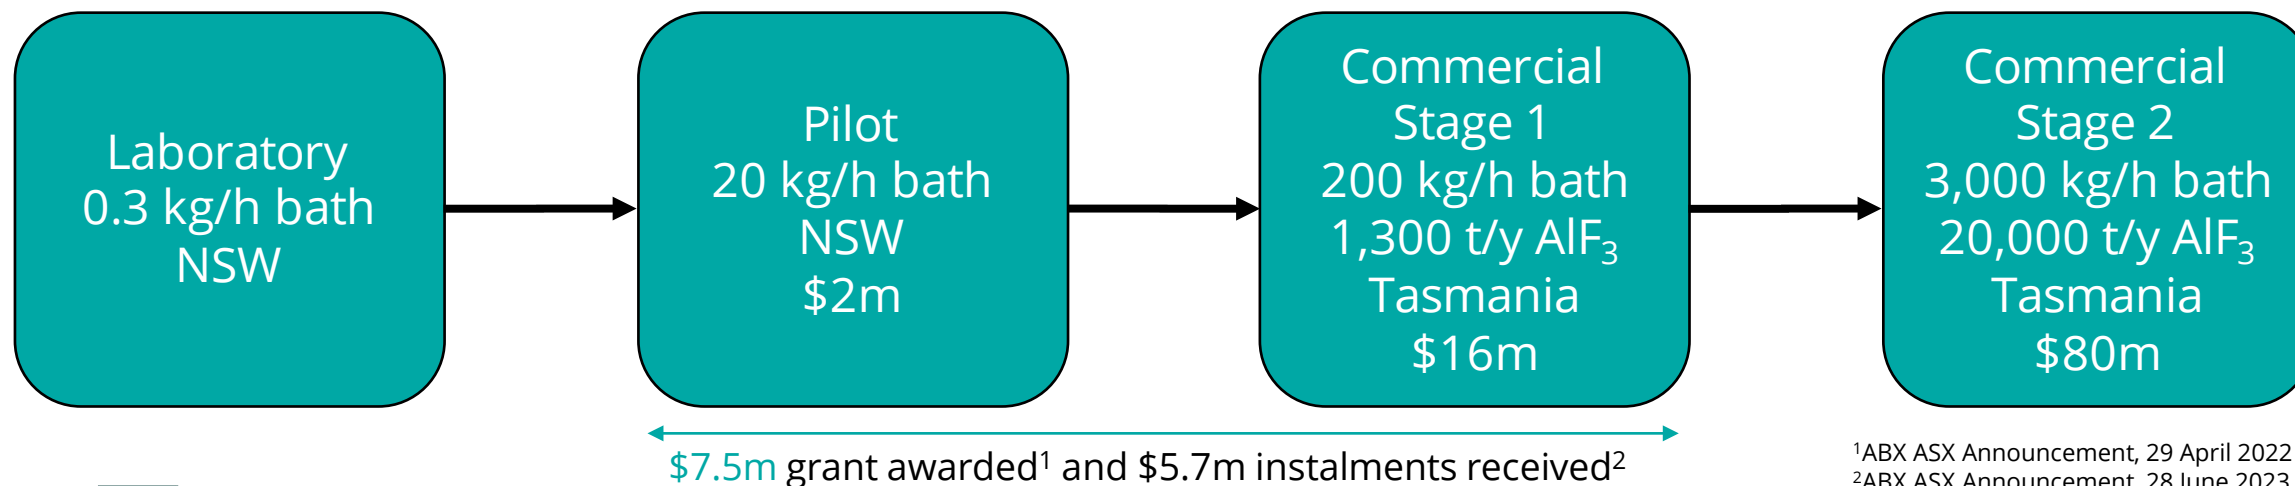 Laboratory
0.3 kg/h bath
NSW
Pilot
20 kg/h bath
NSW
$2m
Commercial
Stage 1
200 kg/h bath
1,300 t/y AlF₃
Tasmania
$16m
Commercial
Stage 2
3,000 kg/h bath
20,000 t/y AlF₃
Tasmania
$80m
$7.5m grant awarded¹ and $5.7m instalments received²
¹ABX ASX Announcement, 29 April 2022
²ABX ASX Announcement, 28 June 2023